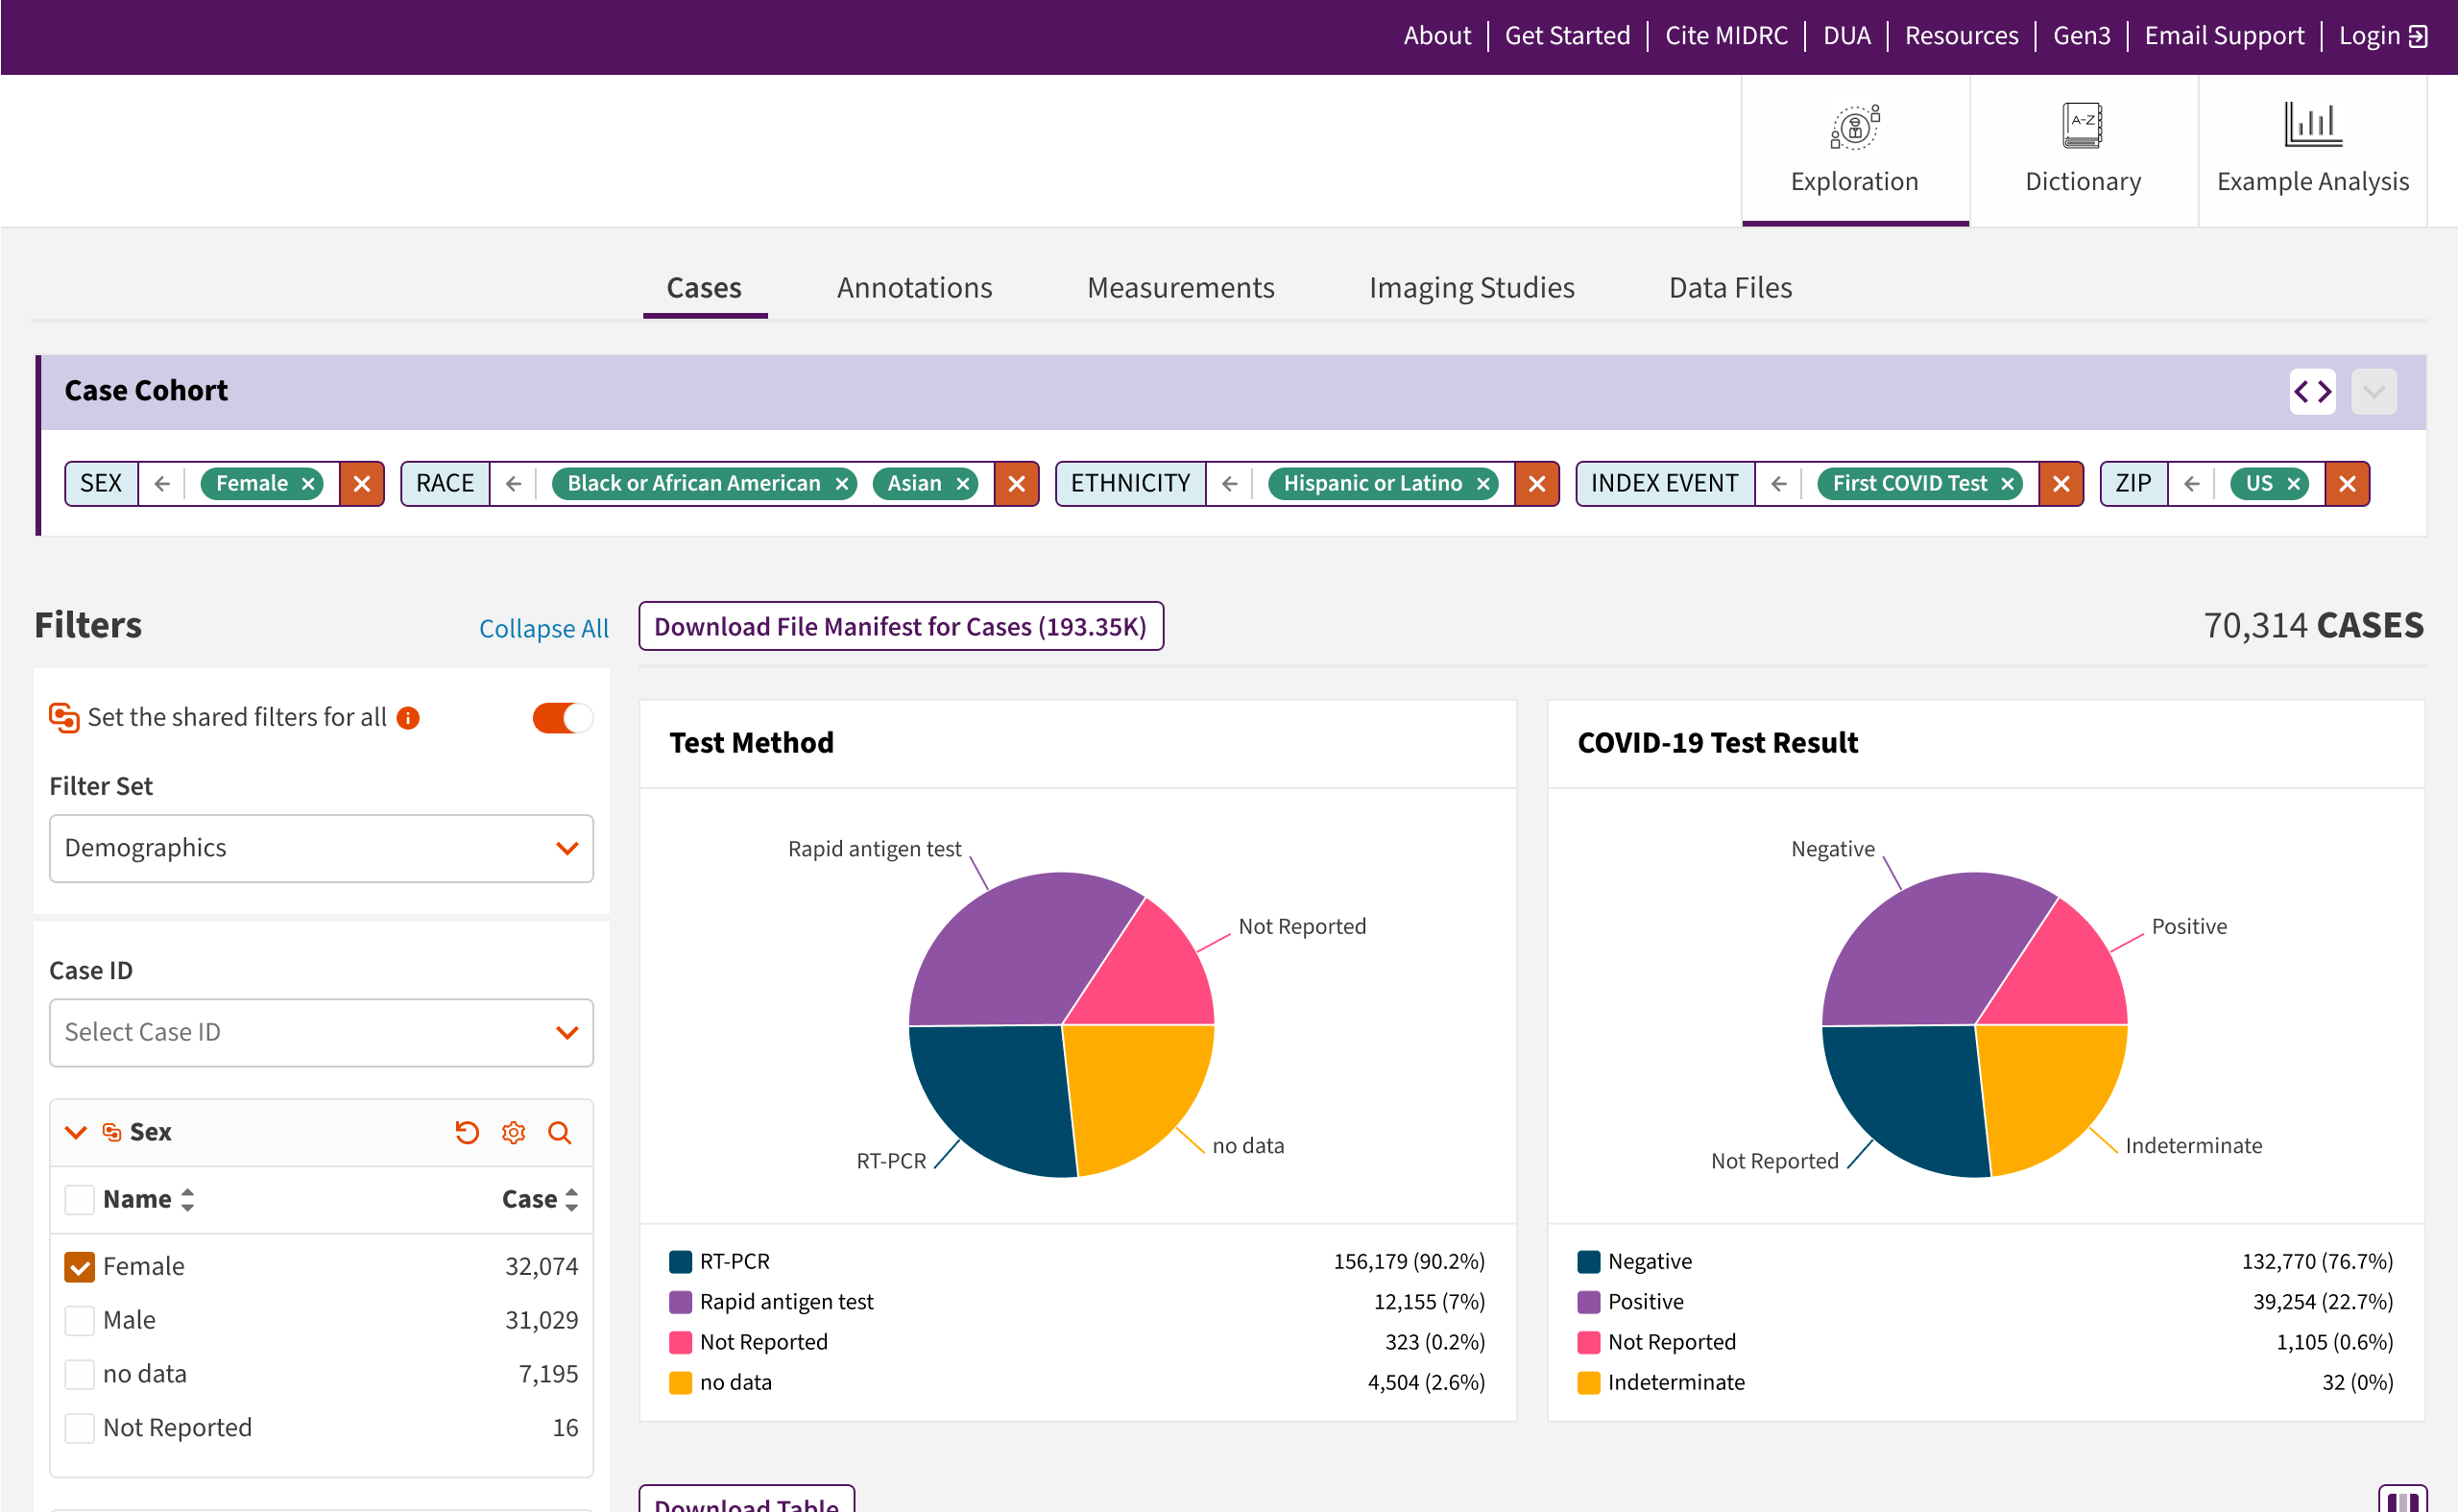 About Get Started Cite MIDRC DUA Resources Gen3 Email Support Login
A-Z
Exploration Dictionary Example Analysis
Cases Annotations Measurements Imaging Studies Data Files
Case Cohort
SEX Female RACE Black or African American Asian ETHNICITY Hispanic or Latino INDEX EVENT First COVID Test ZIP US
Filters Collapse All
Download File Manifest for Cases (193.35K) 70,314 CASES
Set the shared filters for all
Filter Set
Demographics
Case ID
Select Case ID
Sex
Name Case
Female 32,074
Male 31,029
no data 7,195
Not Reported 16
Test Method
Rapid antigen test
Not Reported
no data
RT-PCR
RT-PCR 156,179 (90.2%)
Rapid antigen test 12,155 (7%)
Not Reported 323 (0.2%)
no data 4,504 (2.6%)
COVID-19 Test Result
Negative
Positive
Indeterminate
Not Reported
Negative 132,770 (76.7%)
Positive 39,254 (22.7%)
Not Reported 1,105 (0.6%)
Indeterminate 32 (0%)
Download Table